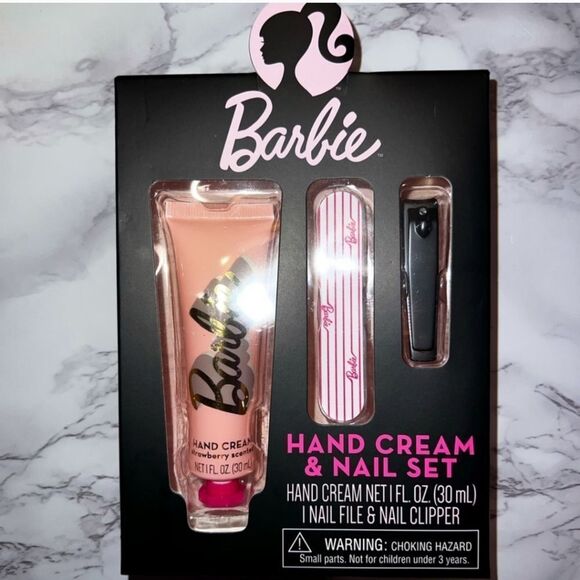 Barbie™
Barbie
HAND CREAM
strawberry scented
NET 1 FL. OZ. (30 mL)
Barbie
Barbie
Barbie
HAND CREAM
& NAIL SET
HAND CREAM NET 1 FL. OZ. (30 mL)
1 NAIL FILE & NAIL CLIPPER
WARNING: CHOKING HAZARD
Small parts. Not for children under 3 years.